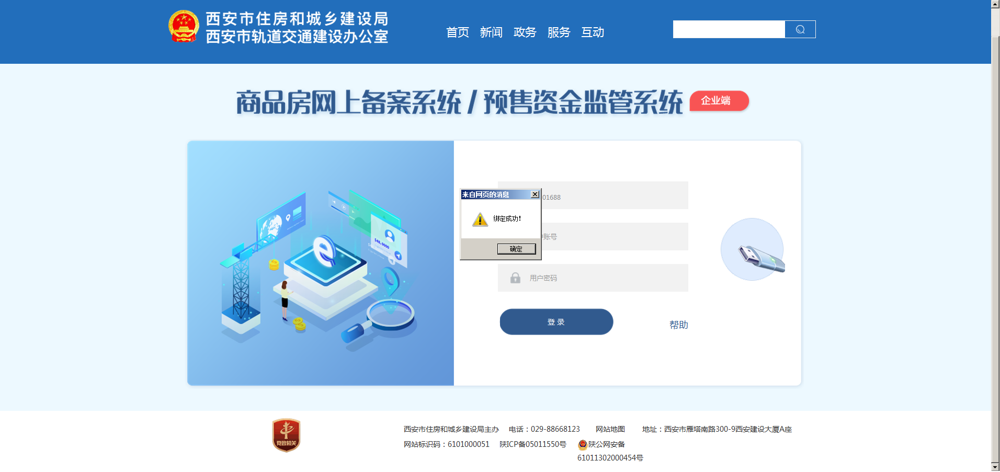 西安市住房和城乡建设局
西安市轨道交通建设办公室
首页 新闻 政务 服务 互动
商品房网上备案系统 / 预售资金监管系统 企业端
来自网页的消息
绑定成功!
确定
01688
账号
用户密码
登 录
帮助
$48,0000
党政机关
西安市住房和城乡建设局主办 电话：029-88668123 网站地图 地址：西安市雁塔南路300-9西安建设大厦A座
网站标识码：6101000051 陕ICP备05011550号 陕公网安备
61011302000454号